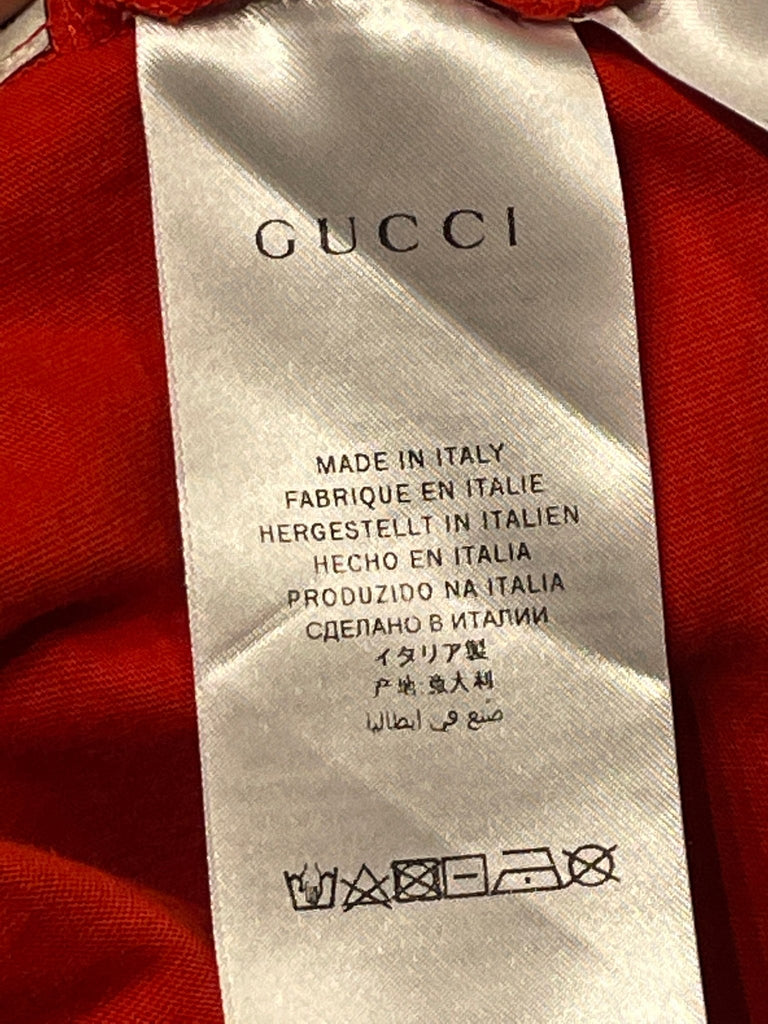 GUCCI
MADE IN ITALY
FABRIQUE EN ITALIE
HERGESTELLT IN ITALIEN
HECHO EN ITALIA
PRODUZIDO NA ITALIA
СДЕЛАНО В ИТАЛИИ
イタリア製
产地:意大利
صنع في ايطاليا